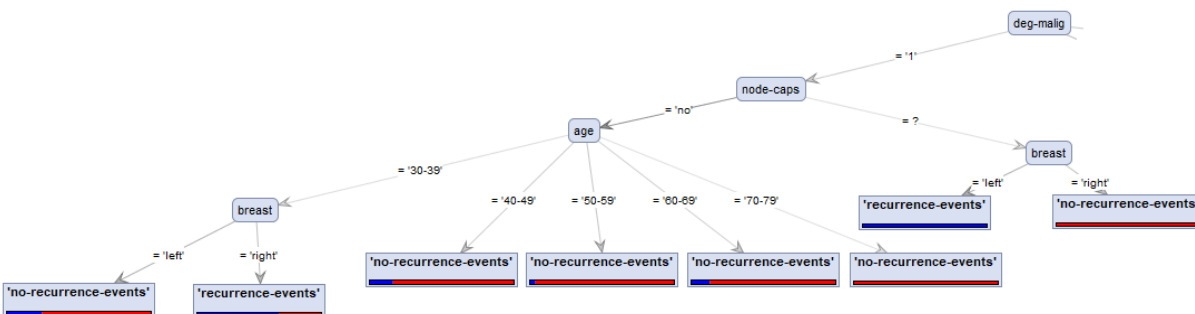 deg-malig
= '1'
node-caps
= 'no'
= ?
age
breast
= '30-39'
= '40-49'
= '50-59'
= '60-69'
= '70-79'
= 'left'
= 'right'
breast
'recurrence-events'
'no-recurrence-events'
= 'left'
= 'right'
'no-recurrence-events'
'no-recurrence-events'
'no-recurrence-events'
'no-recurrence-events'
'no-recurrence-events'
'recurrence-events'